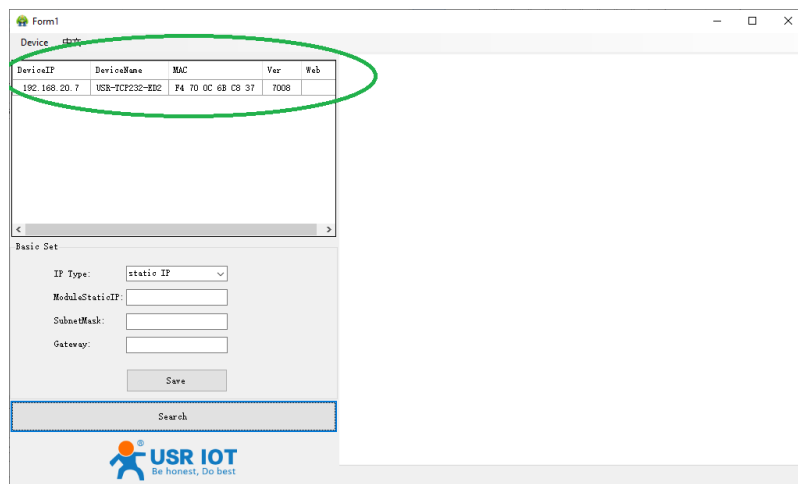 Form1
Device 中文
DeviceIP DeviceName MAC Ver Web
192.168.20.7 USR-TCP232-ED2 F4 70 0C 6B C8 37 7008
Basic Set
IP Type: static IP
ModuleStaticIP:
SubnetMask:
Gateway:
Save
Search
USR IOT
Be honest, Do best